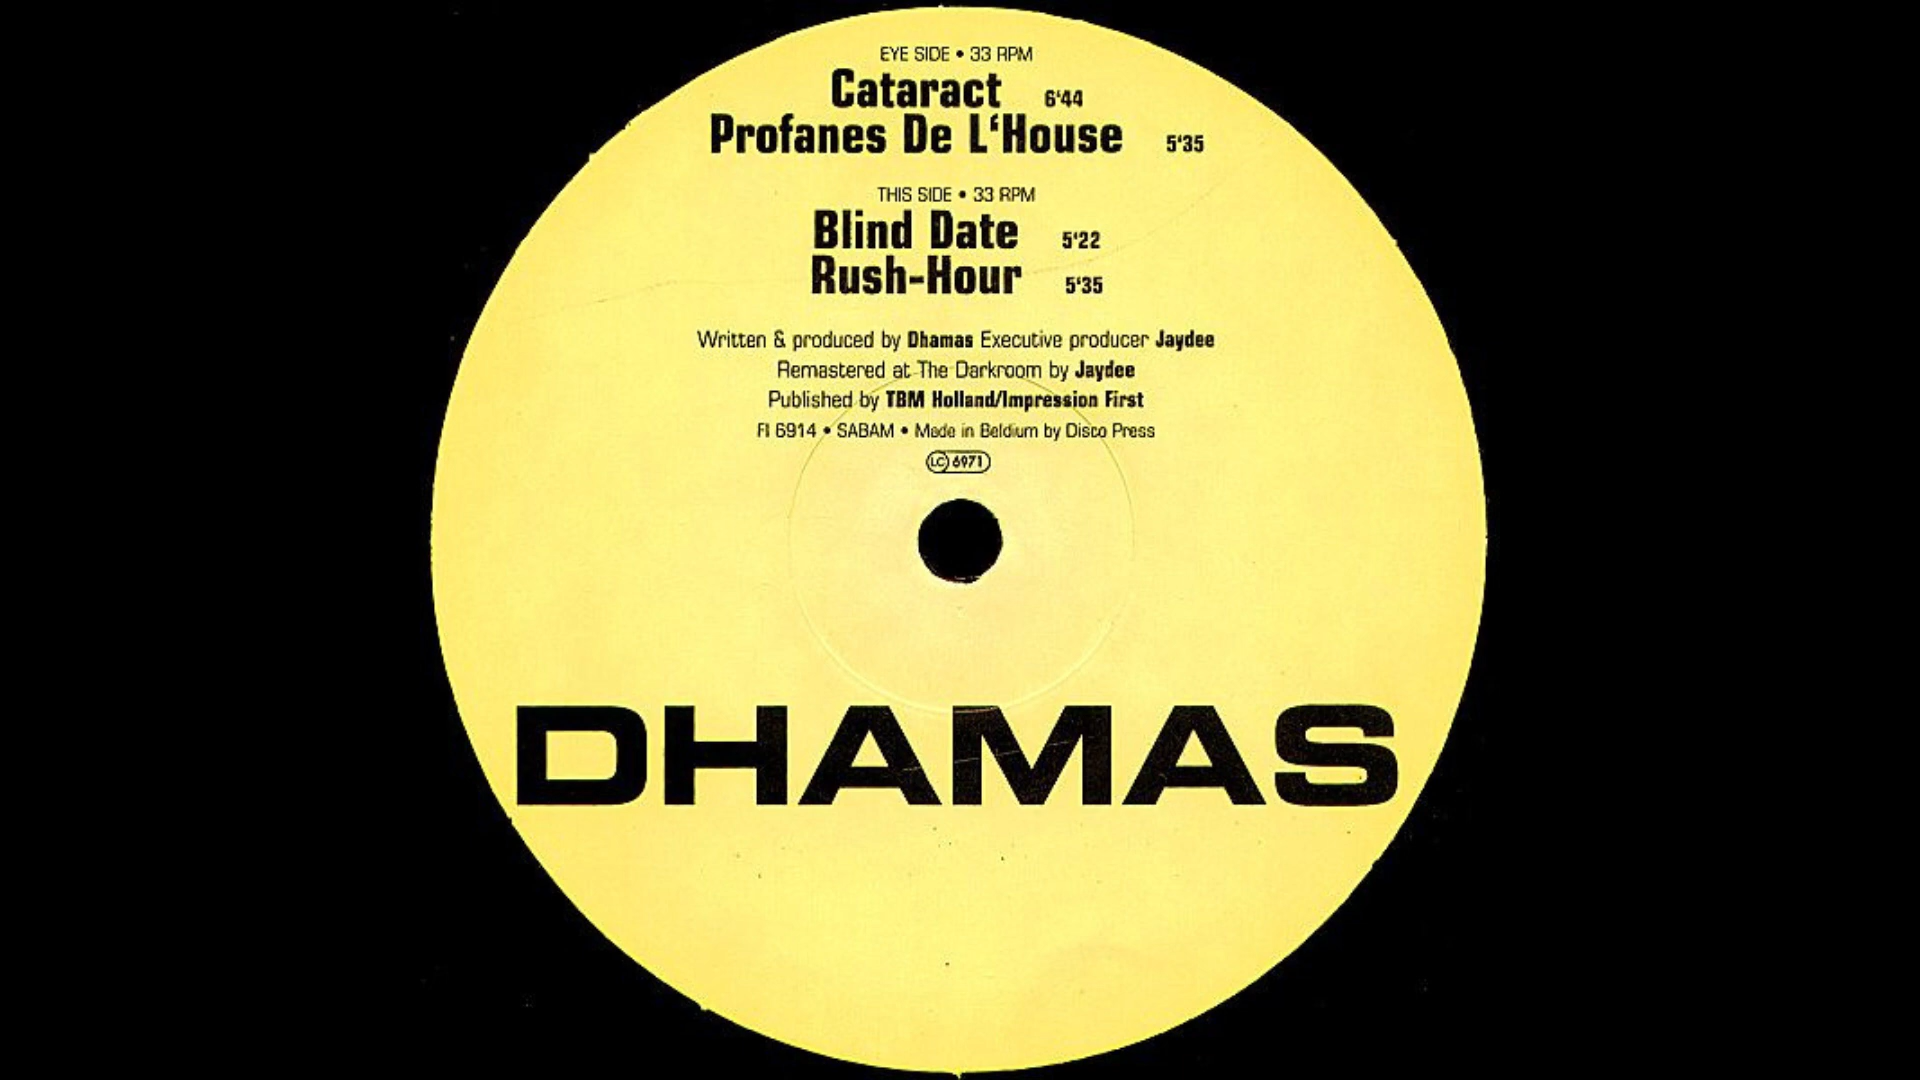 EYE SIDE • 33 RPM
Cataract 6'44
Profanes De L'House 5'35
THIS SIDE • 33 RPM
Blind Date 5'22
Rush-Hour 5'35
Written & produced by Dhamas Executive producer Jaydee
Remastered at The Darkroom by Jaydee
Published by TBM Holland/Impression First
FI 6914 • SABAM • Made in Beldium by Disco Press
LC 6971
DHAMAS